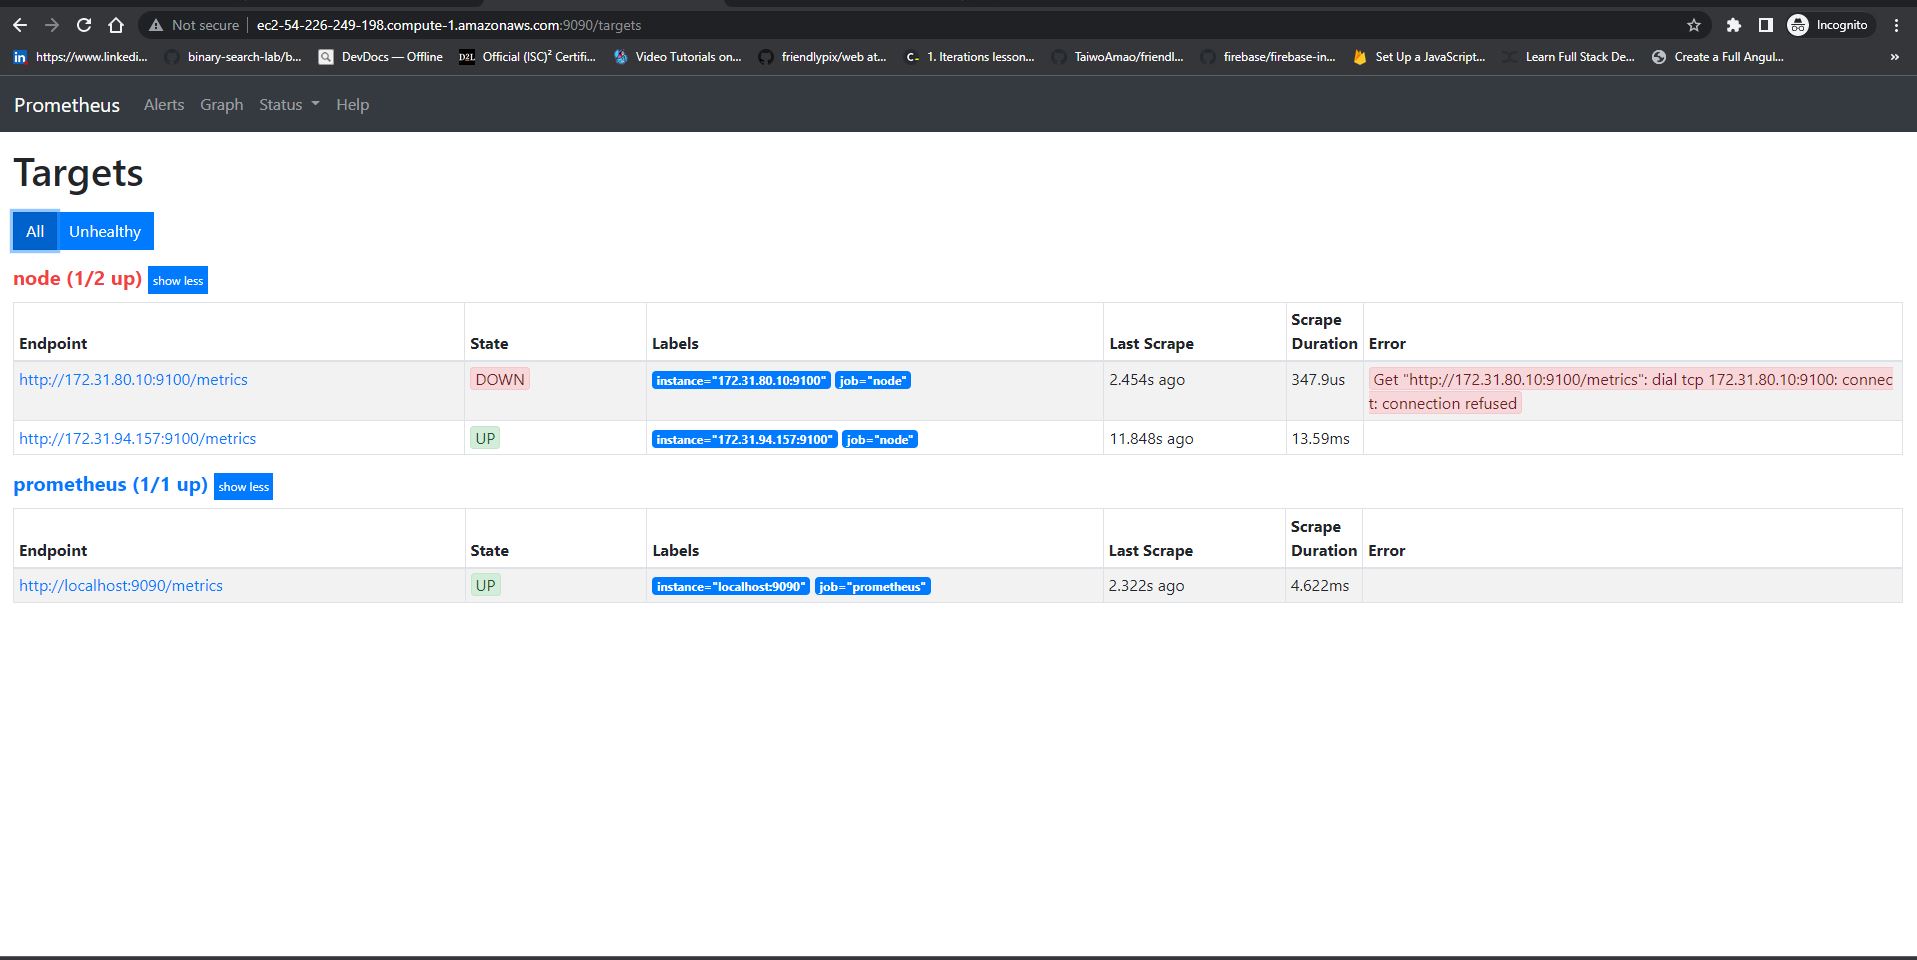 Not secure | ec2-54-226-249-198.compute-1.amazonaws.com:9090/targets
Incognito
https://www.linkedi...
binary-search-lab/b...
DevDocs — Offline
Official (ISC)² Certifi...
Video Tutorials on...
friendlypix/web at...
1. Iterations lesson...
TaiwoAmao/friendl...
firebase/firebase-in...
Set Up a JavaScript...
Learn Full Stack De...
Create a Full Angul...
»
Prometheus Alerts Graph Status Help
Targets
All Unhealthy
node (1/2 up) show less
Endpoint State Labels Last Scrape Scrape Duration Error
http://172.31.80.10:9100/metrics DOWN instance="172.31.80.10:9100" job="node" 2.454s ago 347.9us Get "http://172.31.80.10:9100/metrics": dial tcp 172.31.80.10:9100: connec
t: connection refused
http://172.31.94.157:9100/metrics UP instance="172.31.94.157:9100" job="node" 11.848s ago 13.59ms
prometheus (1/1 up) show less
Endpoint State Labels Last Scrape Scrape Duration Error
http://localhost:9090/metrics UP instance="localhost:9090" job="prometheus" 2.322s ago 4.622ms